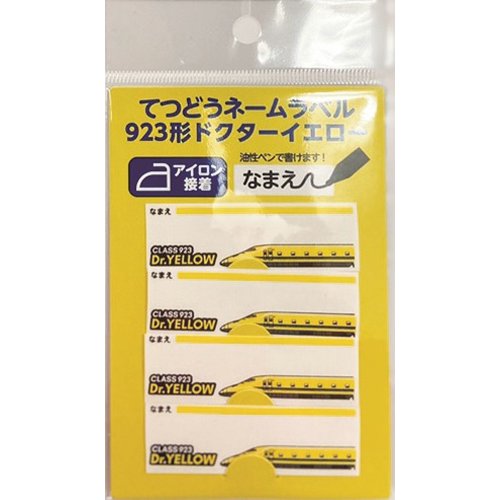 てつどうネームラベル
923形ドクターイエロー
アイロン
接着
油性ペンで書けます!
なまえ
なまえ
CLASS 923
Dr.YELLOW
なまえ
CLASS 923
Dr.YELLOW
なまえ
CLASS 923
Dr.YELLOW
なまえ
CLASS 923
Dr.YELLOW